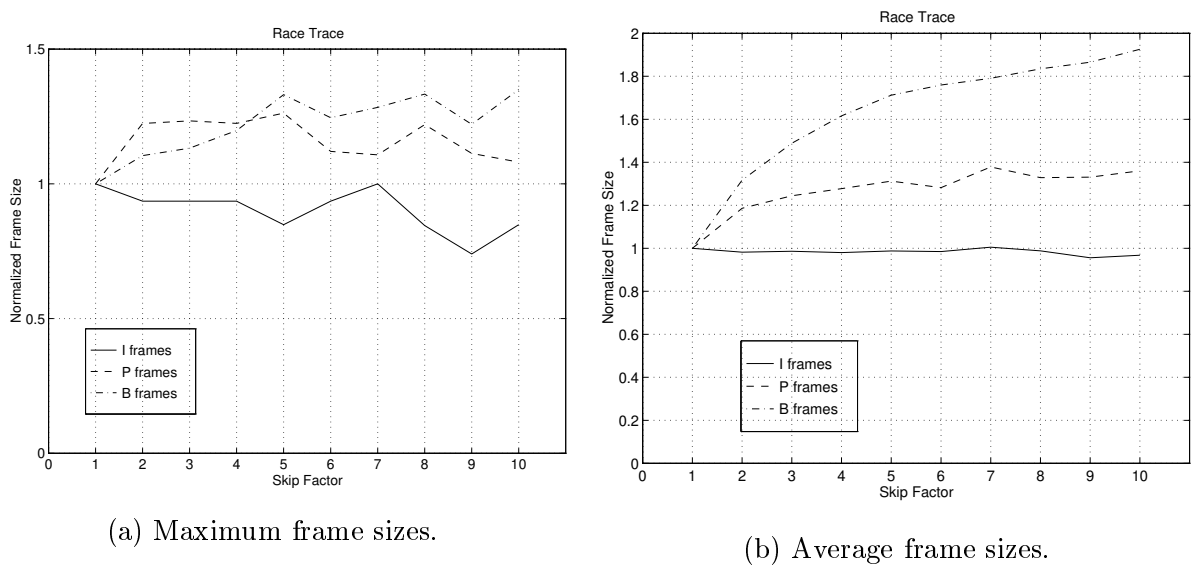 Race Trace
1.5
1
0.5
0
Normalized Frame Size
I frames
P frames
B frames
0 1 2 3 4 5 6 7 8 9 10
Skip Factor
(a) Maximum frame sizes.
Race Trace
2
1.8
1.6
1.4
1.2
1
0.8
0.6
0.4
0.2
0
Normalized Frame Size
I frames
P frames
B frames
0 1 2 3 4 5 6 7 8 9 10
Skip Factor
(b) Average frame sizes.